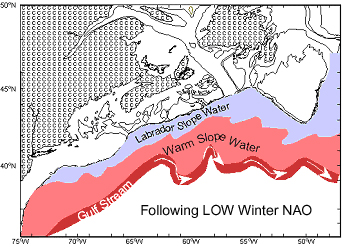 50°N
45°N
Labrador Slope Water
Warm Slope Water
40°N
Gulf Stream
Following LOW Winter NAO
75°W 70°W 65°W 60°W 55°W 50°W